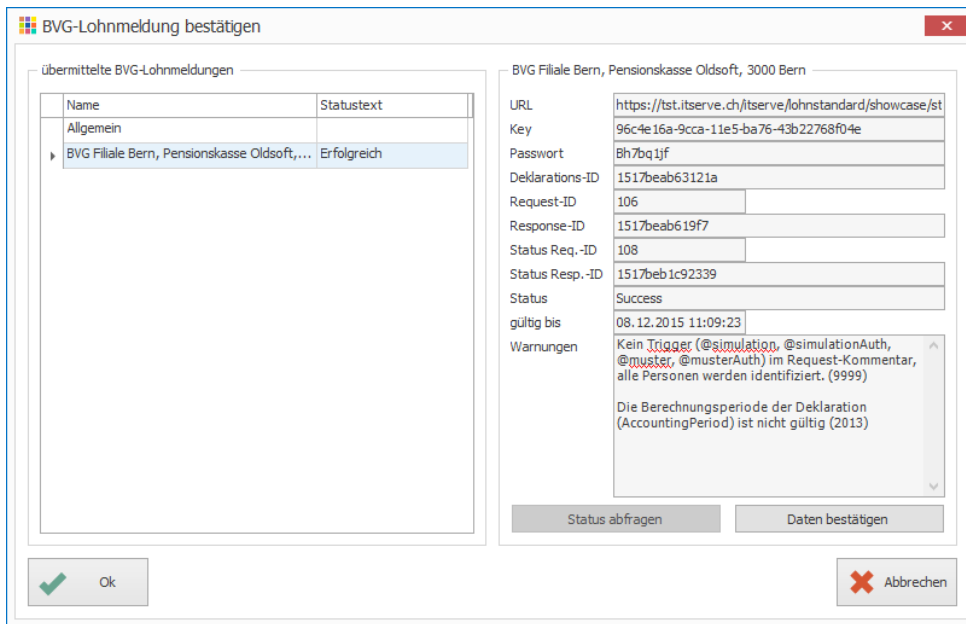 BVG-Lohnmeldung bestätigen
übermittelte BVG-Lohnmeldungen
Name Statustext
Allgemein
BVG Filiale Bern, Pensionskasse Oldsoft,... Erfolgreich
BVG Filiale Bern, Pensionskasse Oldsoft, 3000 Bern
URL https://tst.itserve.ch/itserve/lohnstandard/showcase/st
Key 96c4e16a-9cca-11e5-ba76-43b22768f04e
Passwort Bh7bq1jf
Deklarations-ID 1517beab63121a
Request-ID 106
Response-ID 1517beab619f7
Status Req.-ID 108
Status Resp.-ID 1517beb1c92339
Status Success
gültig bis 08.12.2015 11:09:23
Warnungen Kein Trigger (@simulation, @simulationAuth,
@muster, @musterAuth) im Request-Kommentar,
alle Personen werden identifiziert. (9999)
Die Berechnungsperiode der Deklaration
(AccountingPeriod) ist nicht gültig (2013)
Status abfragen Daten bestätigen
Ok Abbrechen